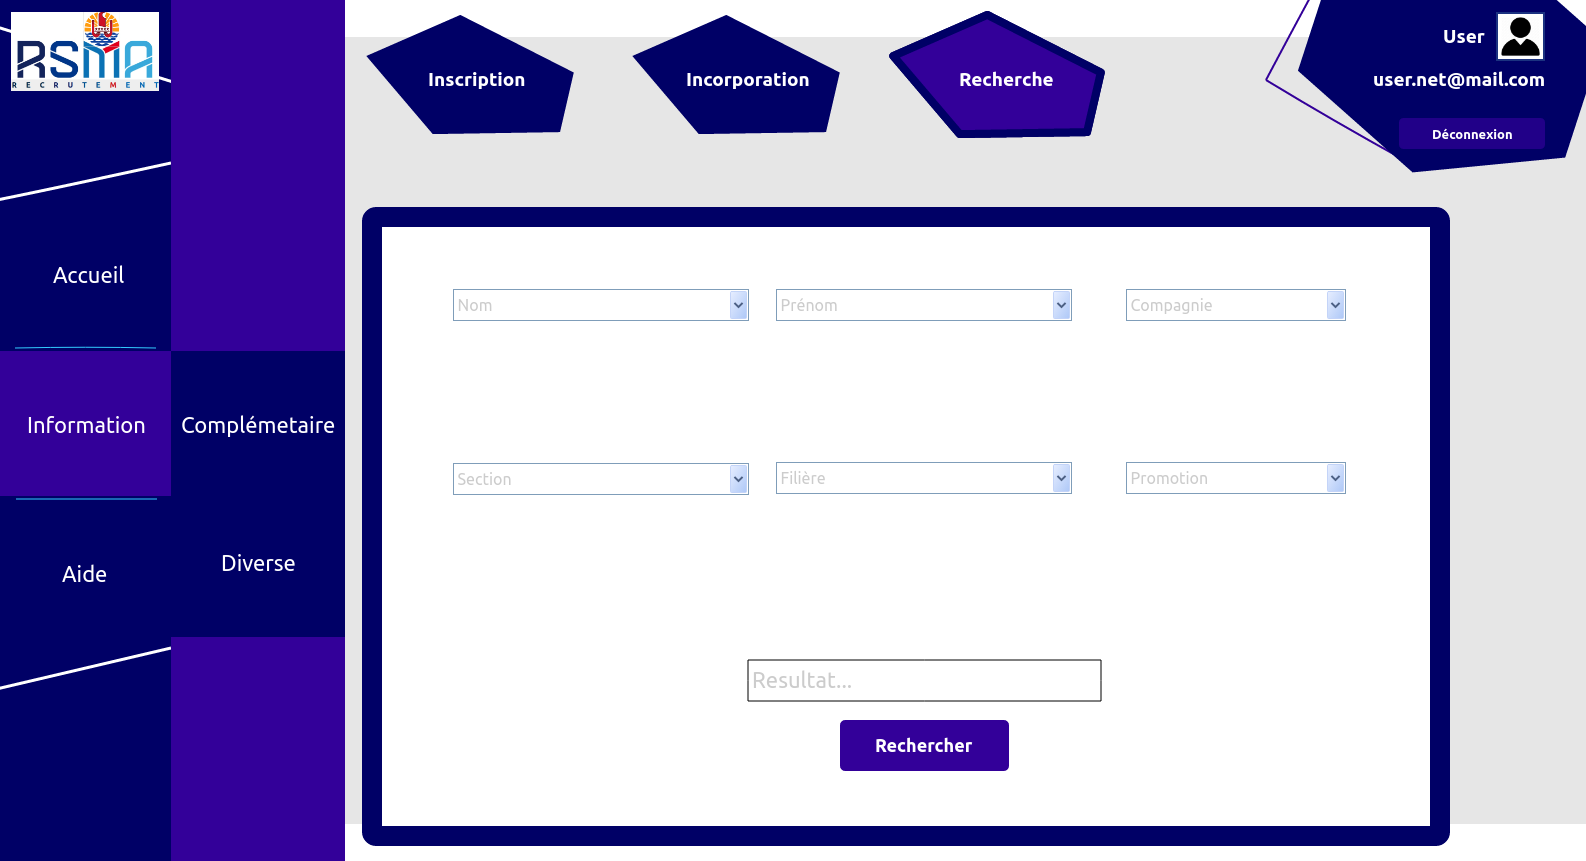 RSMA
RECRUTEMENT
Inscription
Incorporation
Recherche
User
user.net@mail.com
Déconnexion
Accueil
Information
Complémetaire
Aide
Diverse
Nom
Prénom
Compagnie
Section
Filière
Promotion
Resultat...
Rechercher